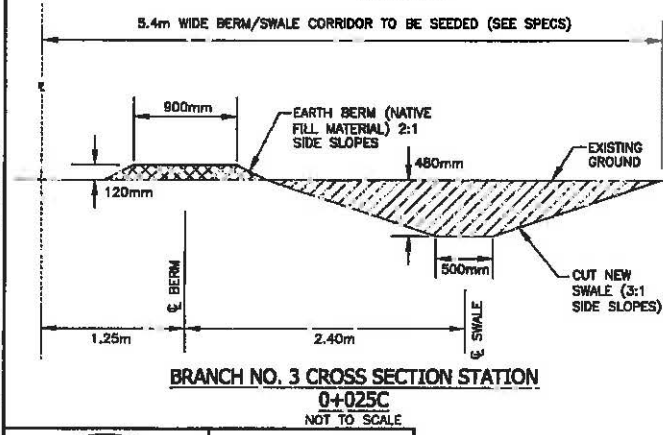 5.4m WIDE BERM/SWALE CORRIDOR TO BE SEEDED (SEE SPECS)
900mm
EARTH BERM (NATIVE
FILL MATERIAL) 2:1
SIDE SLOPES
480mm
EXISTING
GROUND
120mm
500mm
CUT NEW
SWALE (3:1
SIDE SLOPES)
℄ BERM
℄ SWALE
1.25m
2.40m
BRANCH NO. 3 CROSS SECTION STATION
0+025C
NOT TO SCALE